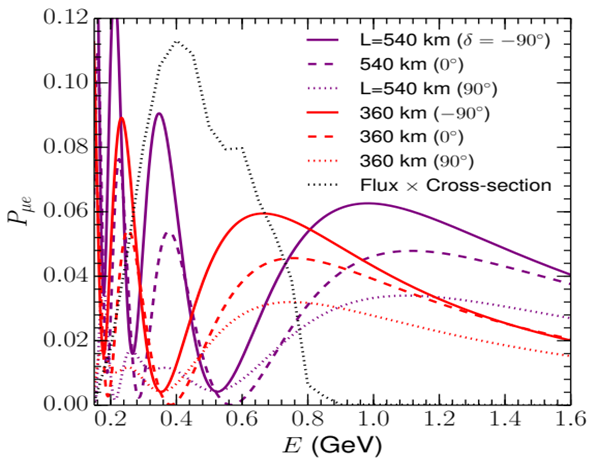 0.12
0.10
0.08
0.06
0.04
0.02
0.00
P_{μe}
L=540 km (δ = −90°)
540 km (0°)
L=540 km (90°)
360 km (−90°)
360 km (0°)
360 km (90°)
Flux × Cross-section
0.2 0.4 0.6 0.8 1.0 1.2 1.4 1.6
E (GeV)